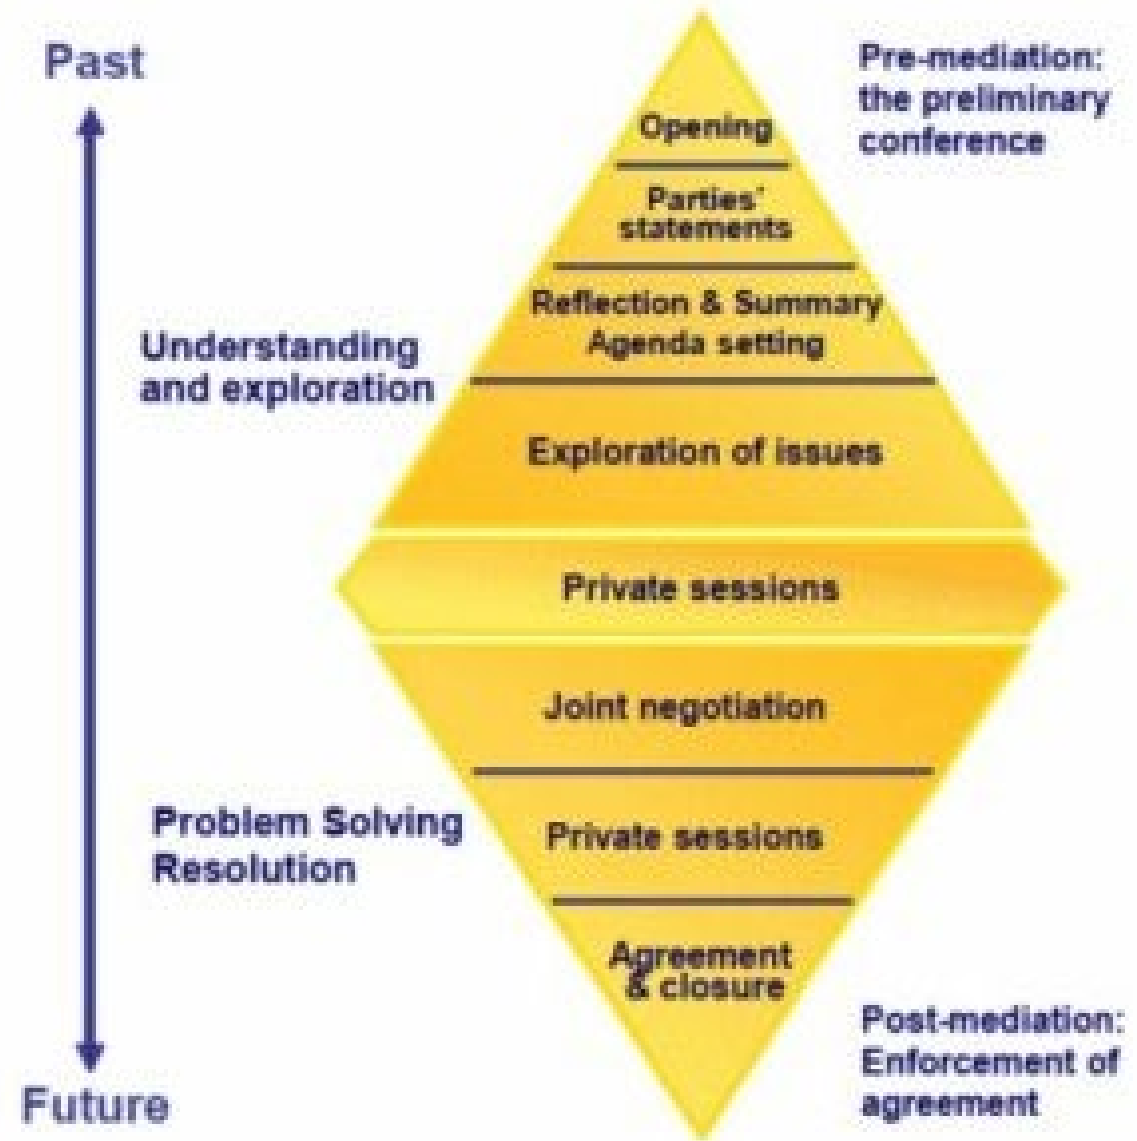 Past
Pre-mediation:
the preliminary
conference
Opening
Parties'
statements
Reflection & Summary
Agenda setting
Understanding
and exploration
Exploration of issues
Private sessions
Joint negotiation
Problem Solving
Resolution
Private sessions
Agreement
& closure
Post-mediation:
Enforcement of
agreement
Future